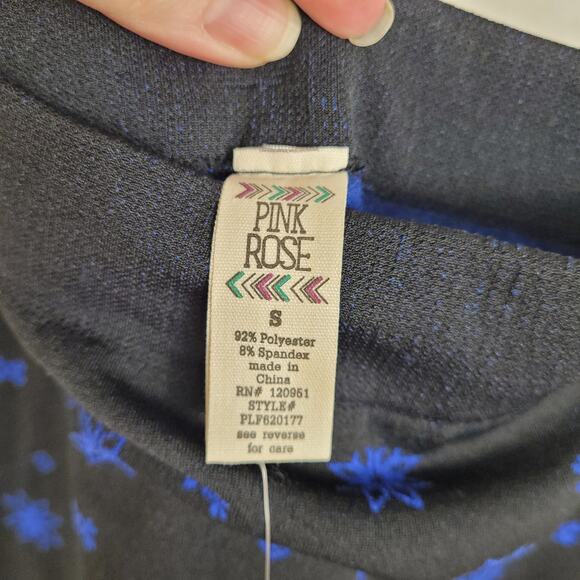 PINK
ROSE
S
92% Polyester
8% Spandex
made in
China
RN# 120951
STYLE#
PLF620177
see reverse
for care